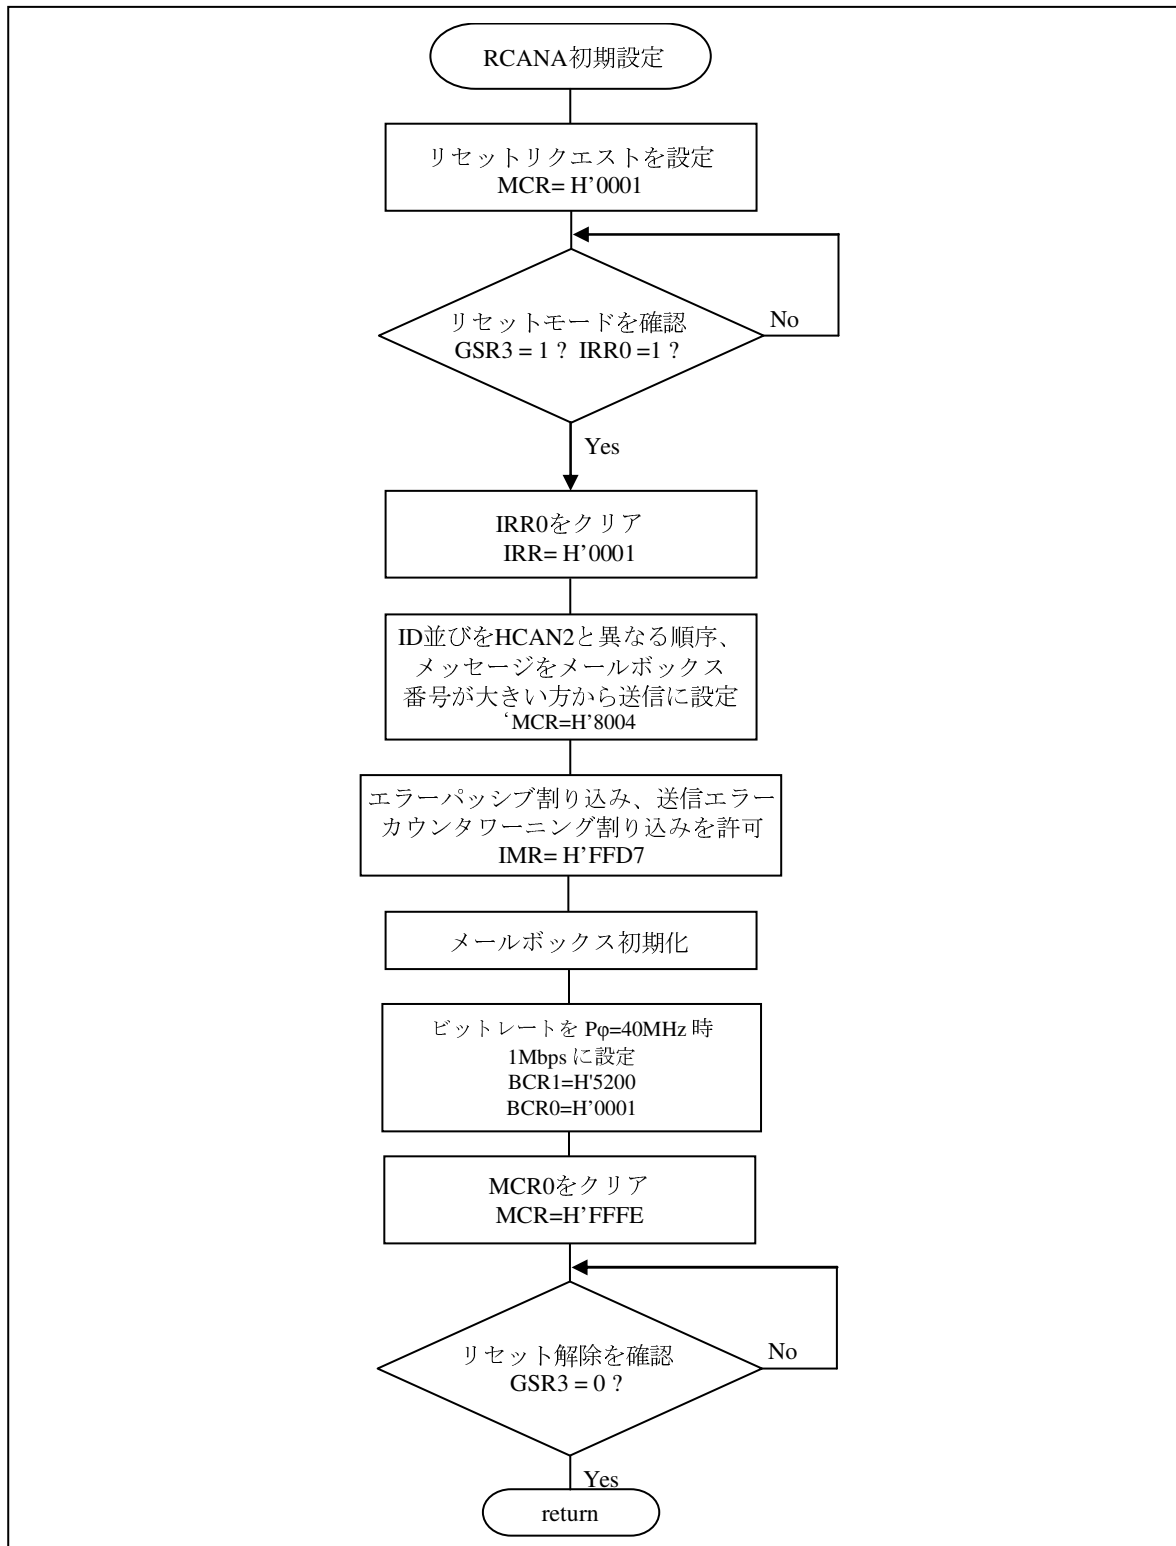 RCANA初期設定
リセットリクエストを設定
MCR= H’0001
リセットモードを確認
GSR3 = 1 ? IRR0 =1 ?
No
Yes
IRR0をクリア
IRR= H’0001
ID並びをHCAN2と異なる順序、
メッセージをメールボックス
番号が大きい方から送信に設定
‘MCR=H’8004
エラーパッシブ割り込み、送信エラー
カウンタワーニング割り込みを許可
IMR= H’FFD7
メールボックス初期化
ビットレートを Pφ=40MHz 時
1Mbps に設定
BCR1=H'5200
BCR0=H’0001
MCR0をクリア
MCR=H’FFFE
リセット解除を確認
GSR3 = 0 ?
No
Yes
return